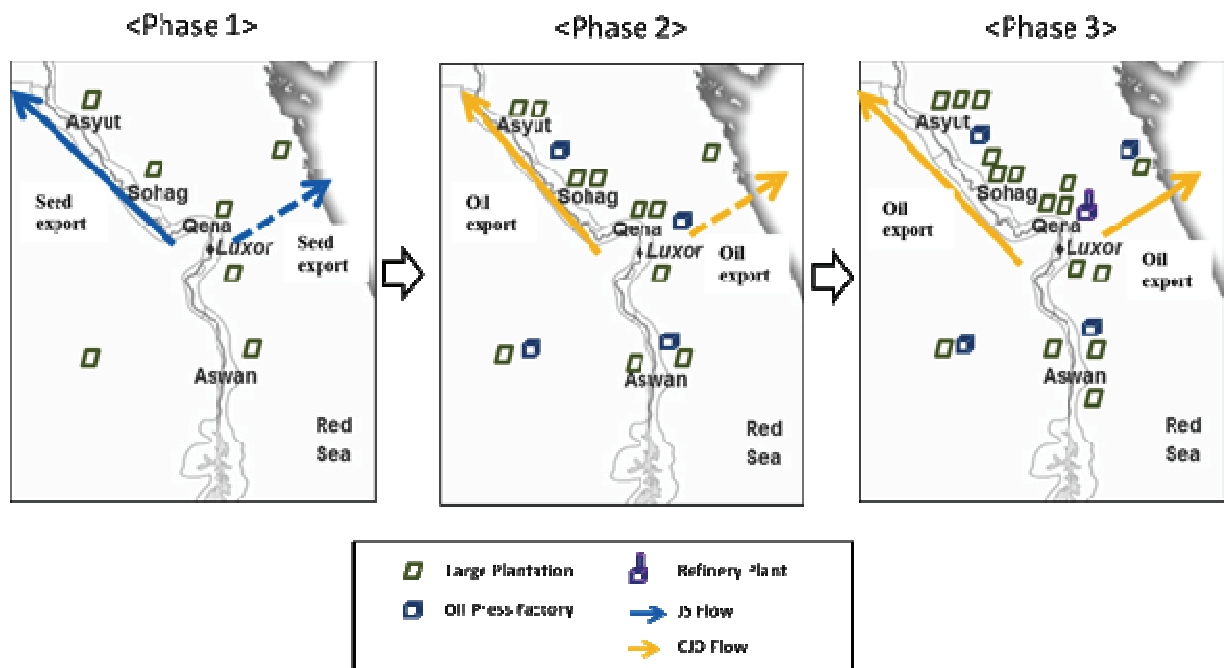 <Phase 1>
<Phase 2>
<Phase 3>
Asyut
Sohag
Qena
Luxor
Aswan
Seed
export
Seed
export
Red
Sea
Asyut
Sohag
Qena
Luxor
Aswan
Oil
export
Oil
export
Red
Sea
Asyut
Sohag
Qena
Luxor
Aswan
Oil
export
Oil
export
Red
Sea
Large Plantation
Refinery Plant
Oil Press Factory
JS Flow
CJO Flow